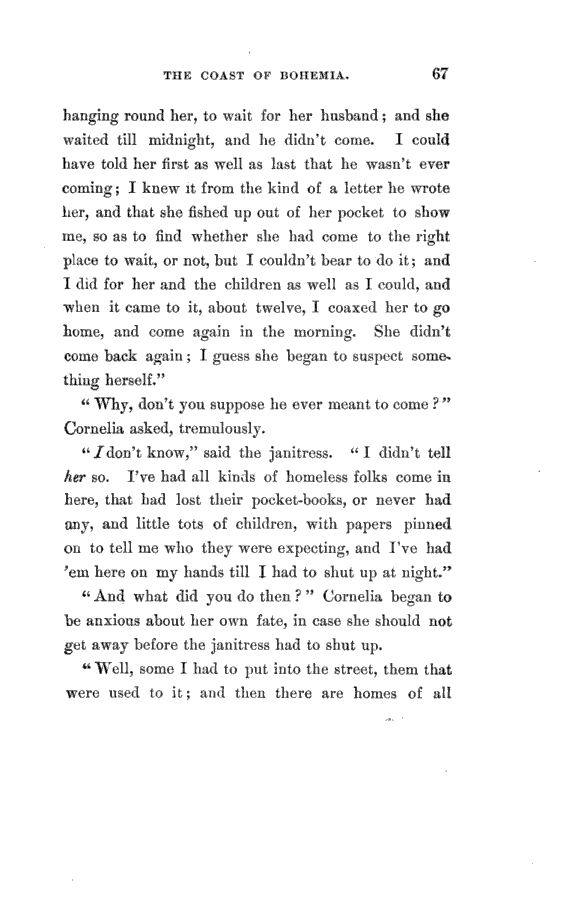 THE COAST OF BOHEMIA. 67
hanging round her, to wait for her husband; and she
waited till midnight, and he didn't come. I could
have told her first as well as last that he wasn't ever
coming; I knew it from the kind of a letter he wrote
her, and that she fished up out of her pocket to show
me, so as to find whether she had come to the right
place to wait, or not, but I couldn't bear to do it; and
I did for her and the children as well as I could, and
when it came to it, about twelve, I coaxed her to go
home, and come again in the morning. She didn't
come back again; I guess she began to suspect some-
thing herself."
"Why, don't you suppose he ever meant to come?"
Cornelia asked, tremulously.
"I don't know," said the janitress. "I didn't tell
her so. I've had all kinds of homeless folks come in
here, that had lost their pocket-books, or never had
any, and little tots of children, with papers pinned
on to tell me who they were expecting, and I've had
'em here on my hands till I had to shut up at night."
"And what did you do then?" Cornelia began to
be anxious about her own fate, in case she should not
get away before the janitress had to shut up.
"Well, some I had to put into the street, them that
were used to it; and then there are homes of all